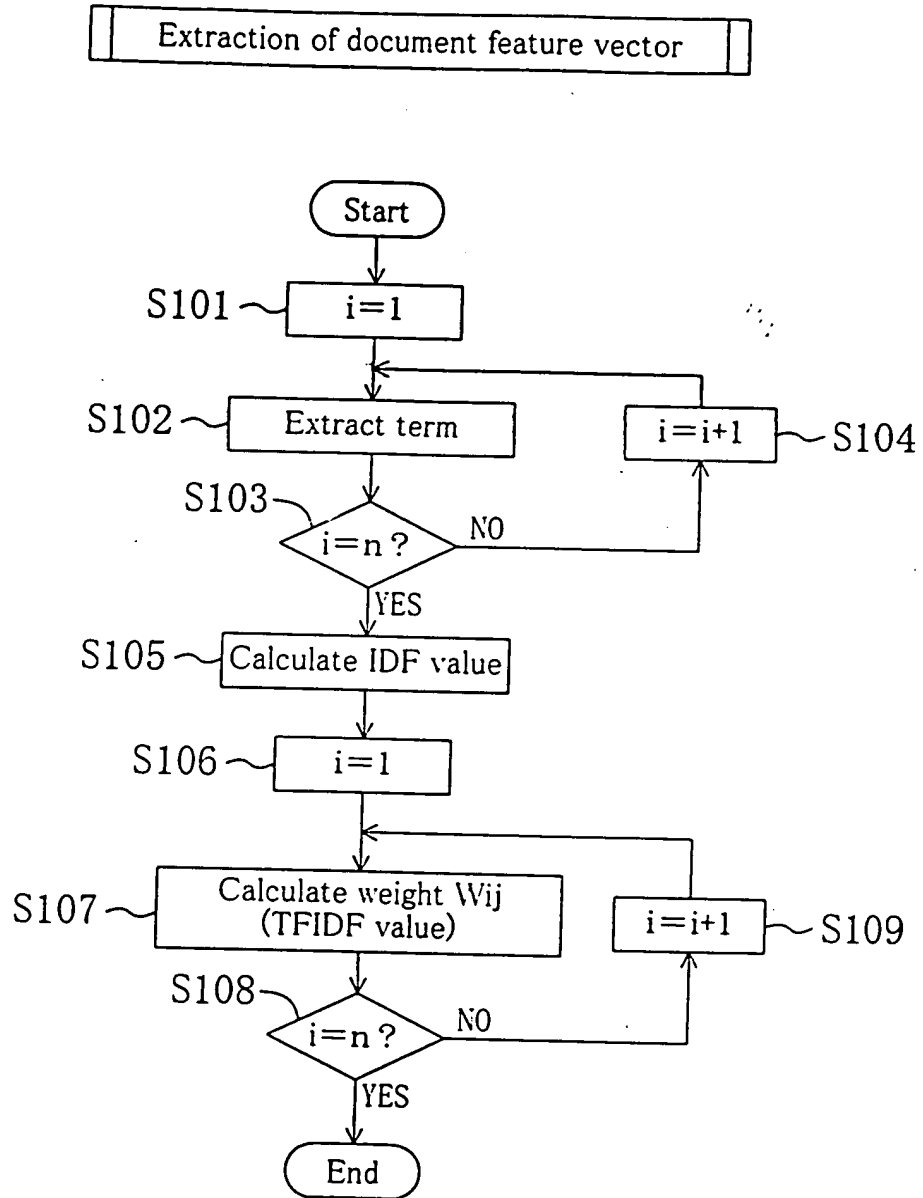 Extraction of document feature vector
Start
S101
i=1
S102
Extract term
i=i+1
S104
S103
i=n?
NO
YES
S105
Calculate IDF value
S106
i=1
S107
Calculate weight Wij
(TFIDF value)
i=i+1
S109
S108
i=n?
NO
YES
End